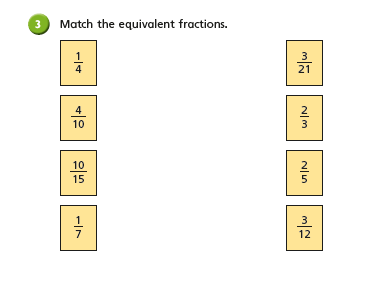 3 Match the equivalent fractions.
1/4 3/21
4/10 2/3
10/15 2/5
1/7 3/12